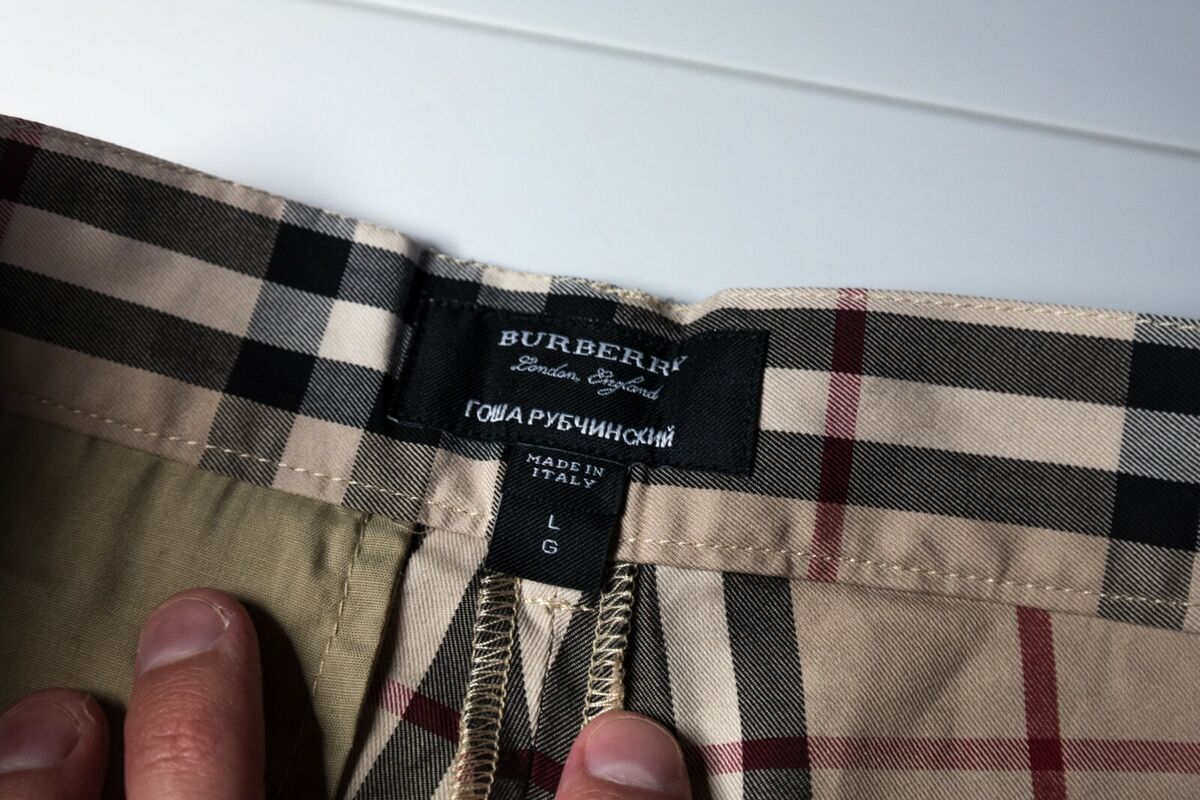 BURBERRY
London, England
ГОША РУБЧИНСКИЙ
MADE IN
ITALY
L
G